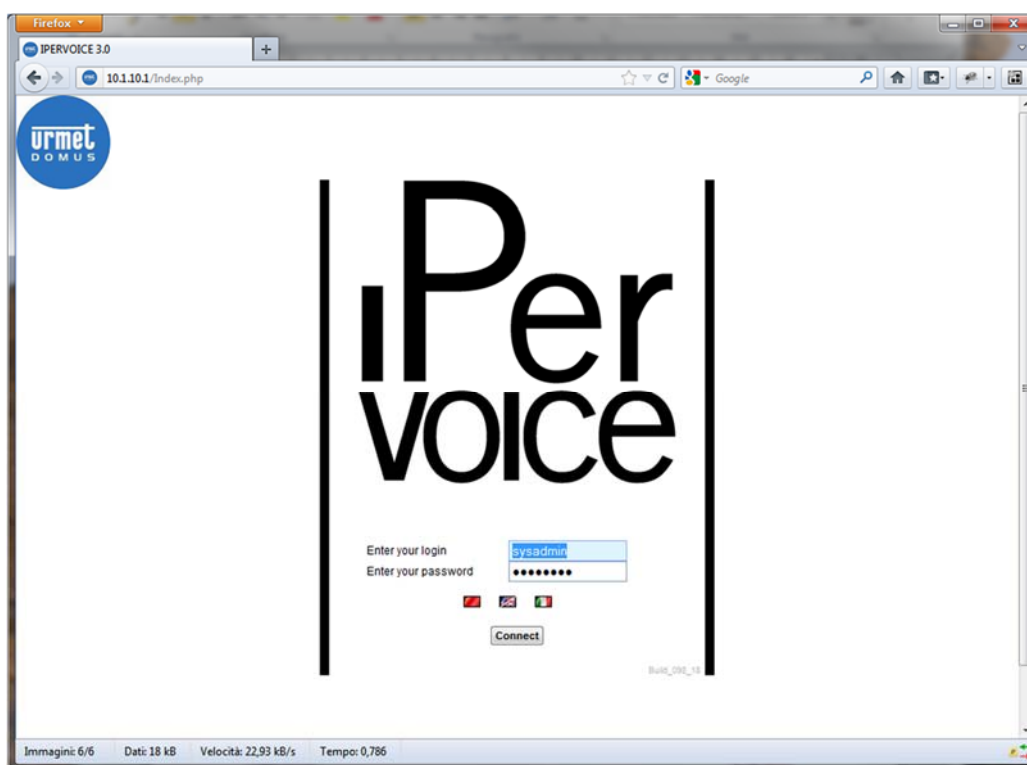 Firefox
IPERVOICE 3.0
10.1.10.1/Index.php
Google
urmet
DOMUS
iPer
voice
Enter your login
sysadmin
Enter your password
Connect
Build_098_18
Immagini: 6/6 Dati: 18 kB Velocità: 22,93 kB/s Tempo: 0,786